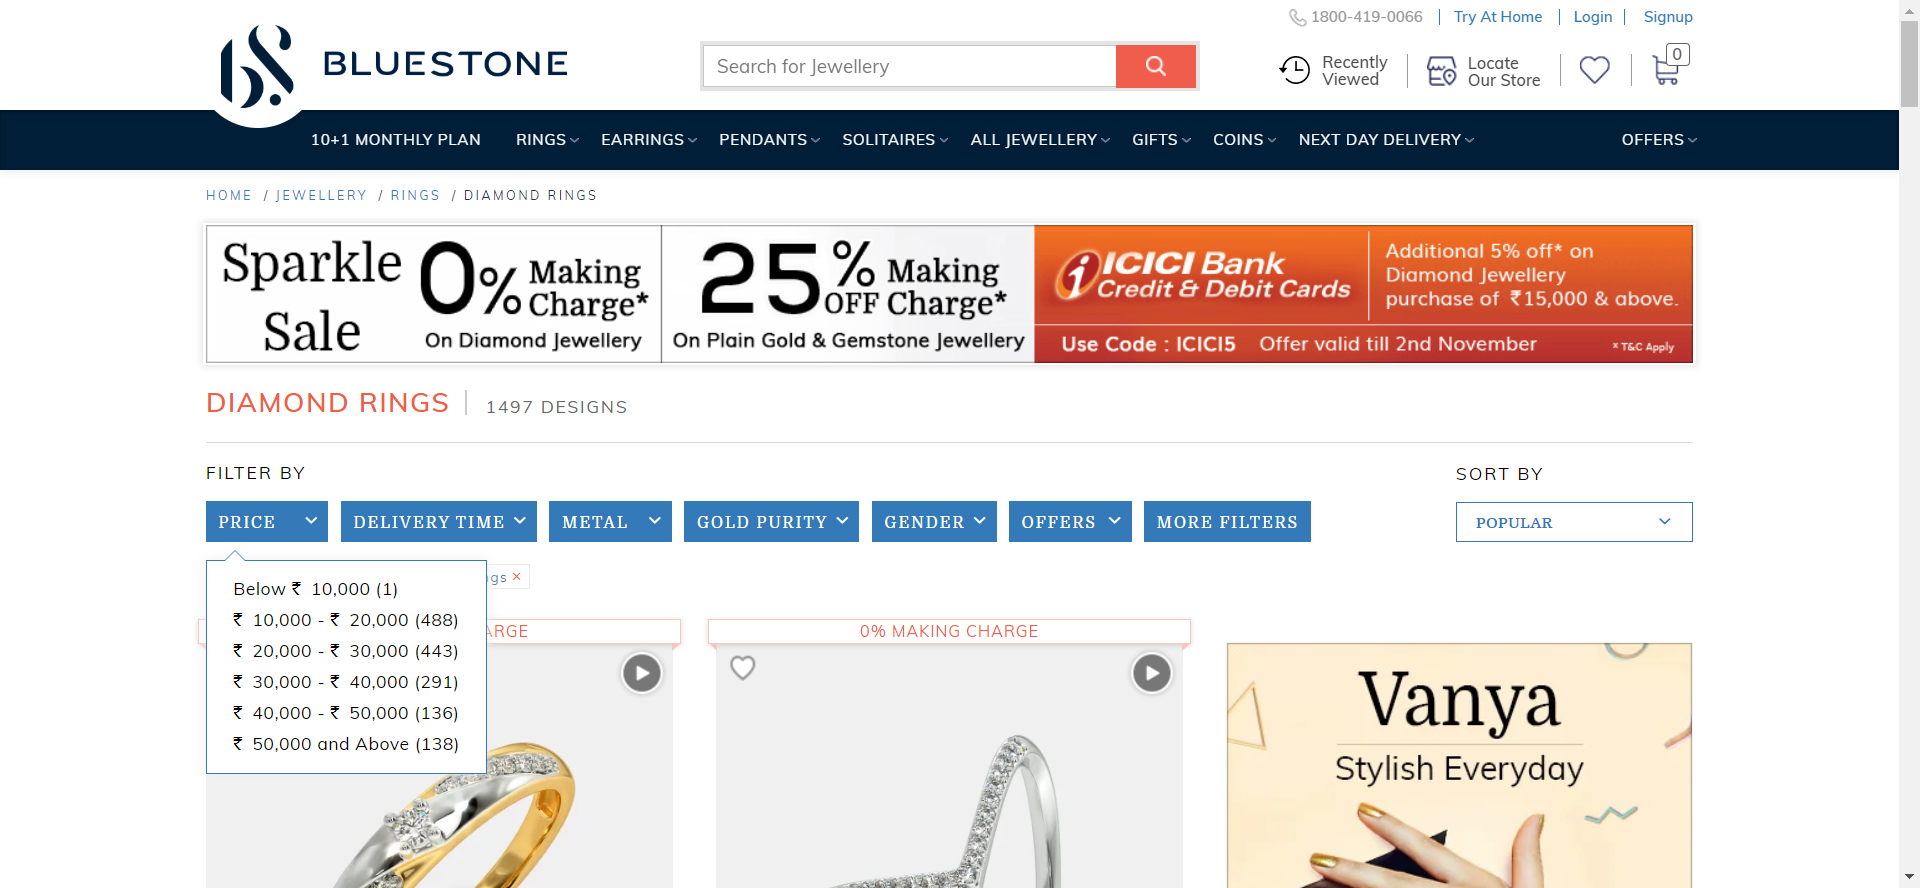 1800-419-0066
Try At Home
Login
Signup
BLUESTONE
Search for Jewellery
Recently
Viewed
Locate
Our Store
0
10+1 MONTHLY PLAN
RINGS
EARRINGS
PENDANTS
SOLITAIRES
ALL JEWELLERY
GIFTS
COINS
NEXT DAY DELIVERY
OFFERS
HOME / JEWELLERY / RINGS / DIAMOND RINGS
Sparkle
Sale
0% Making
Charge*
On Diamond Jewellery
25% OFF Making
Charge*
On Plain Gold & Gemstone Jewellery
ICICI Bank
Credit & Debit Cards
Additional 5% off* on
Diamond Jewellery
purchase of ₹15,000 & above.
Use Code : ICICI5 Offer valid till 2nd November
* T&C Apply
DIAMOND RINGS
1497 DESIGNS
FILTER BY
SORT BY
PRICE
DELIVERY TIME
METAL
GOLD PURITY
GENDER
OFFERS
MORE FILTERS
POPULAR
Below ₹ 10,000 (1)
₹ 10,000 - ₹ 20,000 (488)
₹ 20,000 - ₹ 30,000 (443)
₹ 30,000 - ₹ 40,000 (291)
₹ 40,000 - ₹ 50,000 (136)
₹ 50,000 and Above (138)
0% MAKING CHARGE
Vanya
Stylish Everyday